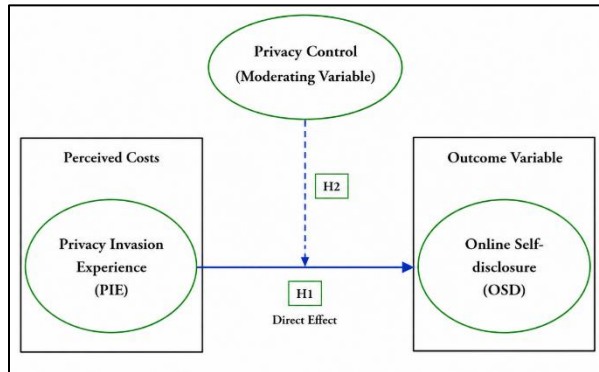 Privacy Control
(Moderating Variable)
Perceived Costs
Outcome Variable
H2
Privacy Invasion
Experience
(PIE)
Online Self-
disclosure
(OSD)
H1
Direct Effect